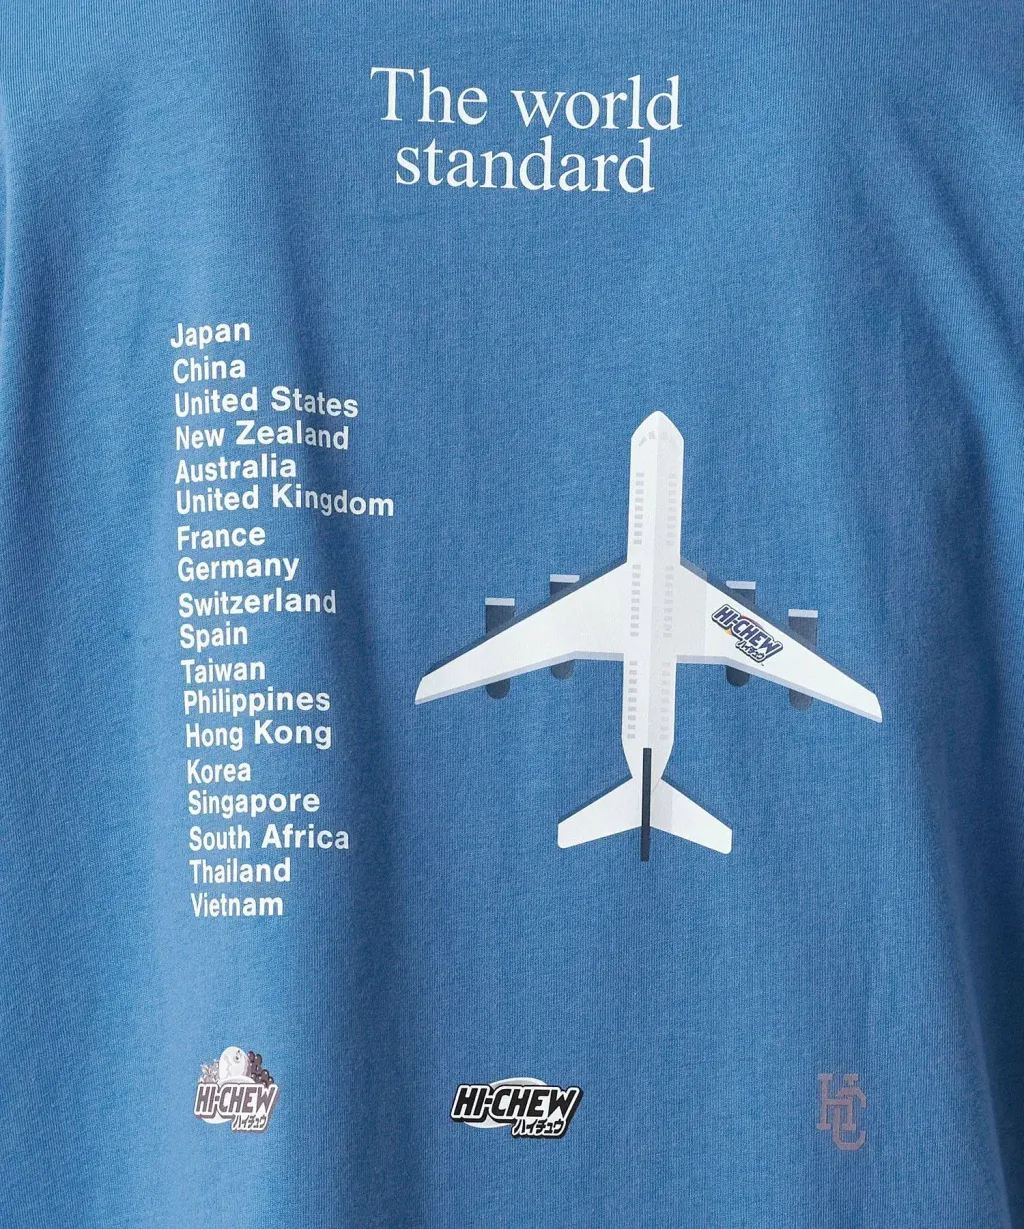 The world
standard
Japan
China
United States
New Zealand
Australia
United Kingdom
France
Germany
Switzerland
Spain
Taiwan
Philippines
Hong Kong
Korea
Singapore
South Africa
Thailand
Vietnam
HI-CHEW
ハイチュウ
HI-CHEW
ハイチュウ
HI-CHEW
ハイチュウ
HC